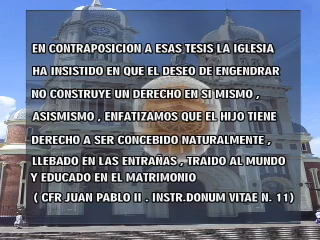 EN CONTRAPOSICION A ESAS TESIS LA IGLESIA
HA INSISTIDO EN QUE EL DESEO DE ENGENDRAR
NO CONSTRUYE UN DERECHO EN SI MISMO ,
ASISMISMO , ENFATIZAMOS QUE EL HIJO TIENE
DERECHO A SER CONCEBIDO NATURALMENTE ,
LLEBADO EN LAS ENTRAÑAS , TRAIDO AL MUNDO
Y EDUCADO EN EL MATRIMONIO
( CFR JUAN PABLO II . INSTR.DONUM VITAE N. 11)